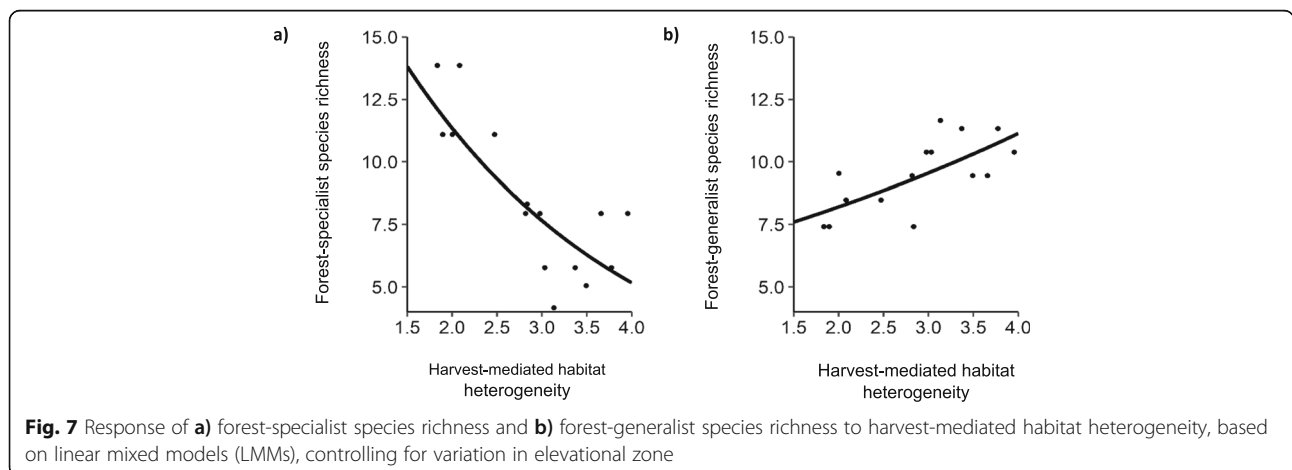 a)
15.0
12.5
10.0
7.5
5.0
Forest-specialist species richness
1.5 2.0 2.5 3.0 3.5 4.0
Harvest-mediated habitat
heterogeneity
b)
15.0
12.5
10.0
7.5
5.0
Forest-generalist species richness
1.5 2.0 2.5 3.0 3.5 4.0
Harvest-mediated habitat
heterogeneity
Fig. 7 Response of a) forest-specialist species richness and b) forest-generalist species richness to harvest-mediated habitat heterogeneity, based
on linear mixed models (LMMs), controlling for variation in elevational zone